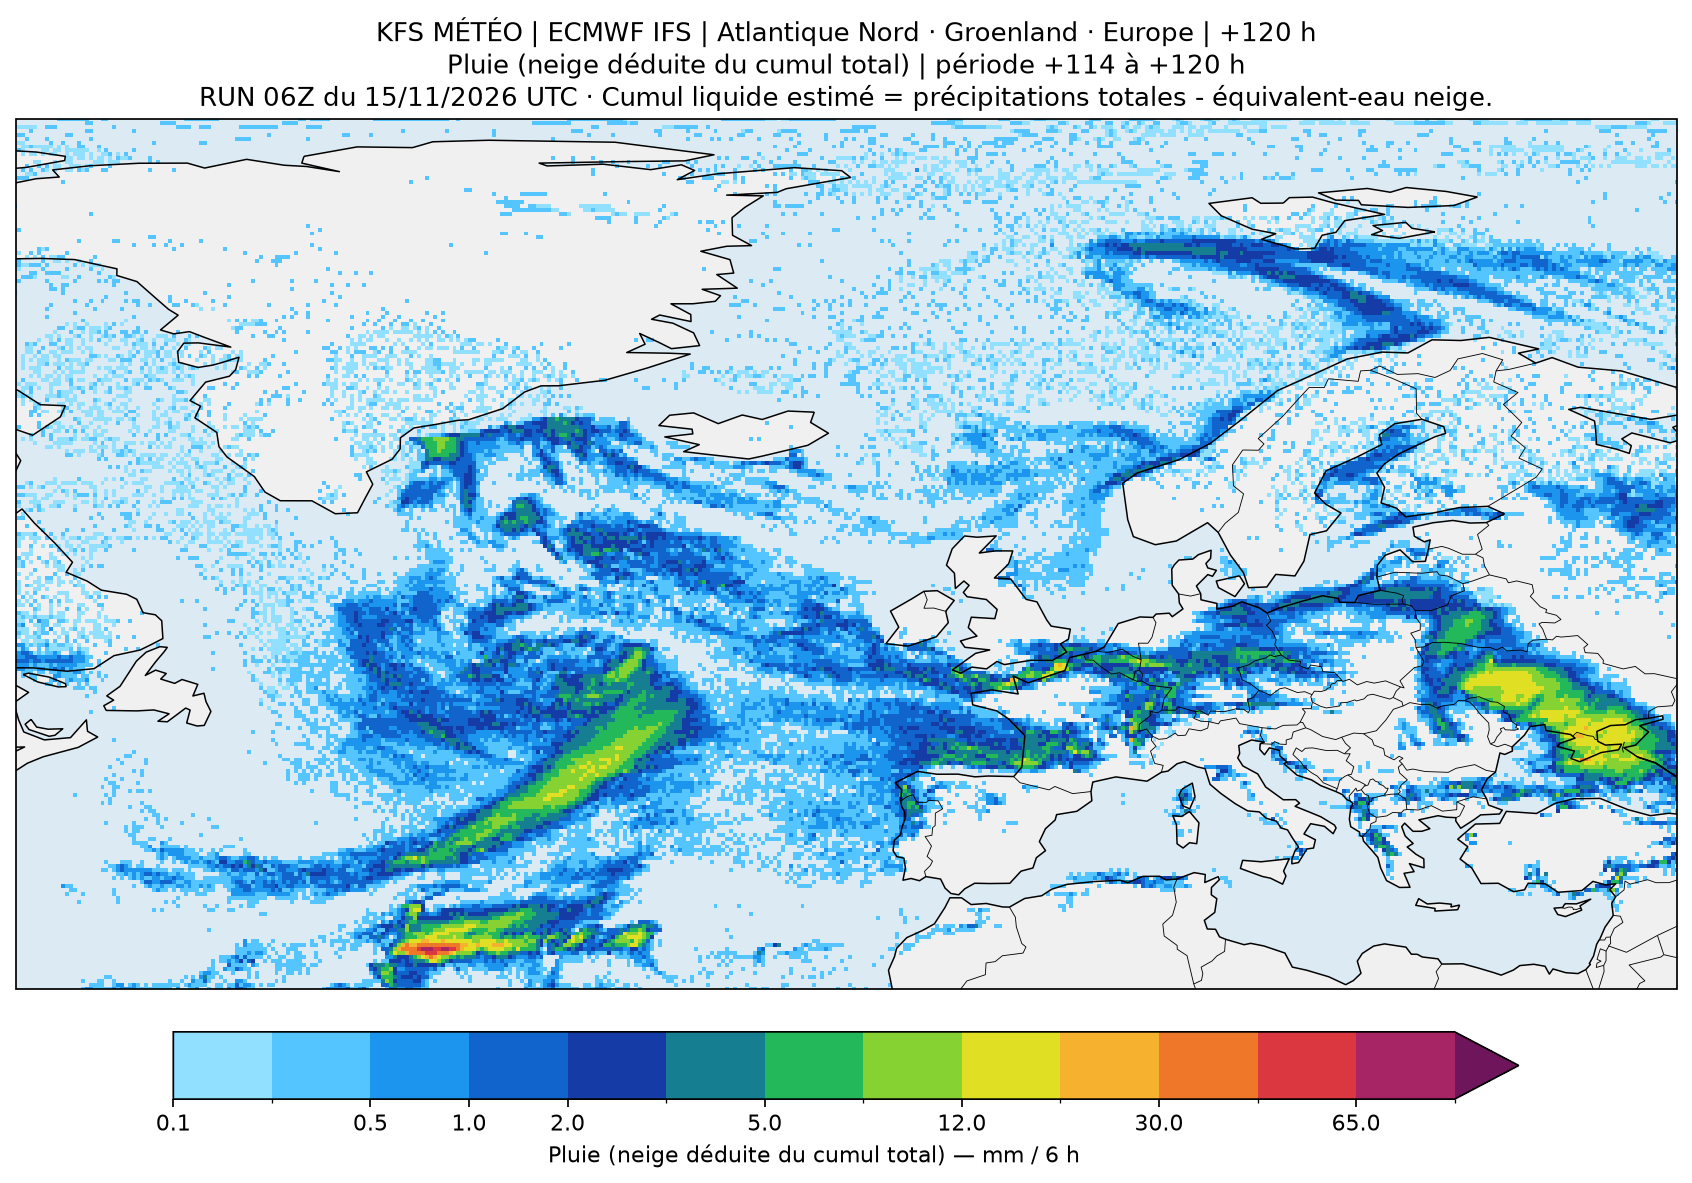 KFS MÉTÉO | ECMWF IFS | Atlantique Nord · Groenland · Europe | +120 h
Pluie (neige déduite du cumul total) | période +114 à +120 h
RUN 06Z du 15/11/2026 UTC · Cumul liquide estimé = précipitations totales - équivalent-eau neige.
0.1 0.5 1.0 2.0 5.0 12.0 30.0 65.0
Pluie (neige déduite du cumul total) — mm / 6 h